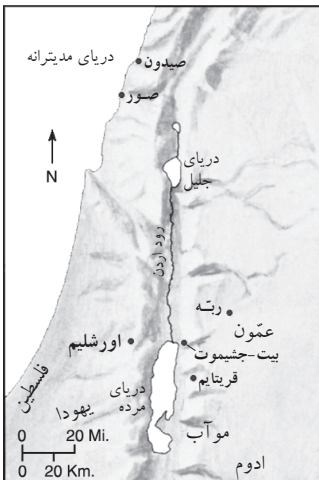 دریای مدیترانه
صیدون
صور
N
دریای
جلیل
رود اردن
ربّه
عمّون
اورشلیم
بیت-جشیموت
قریتایم
دریای
مرده
فلسطین
یهودا
موآب
ادوم
0 20 Mi.
0 20 Km.